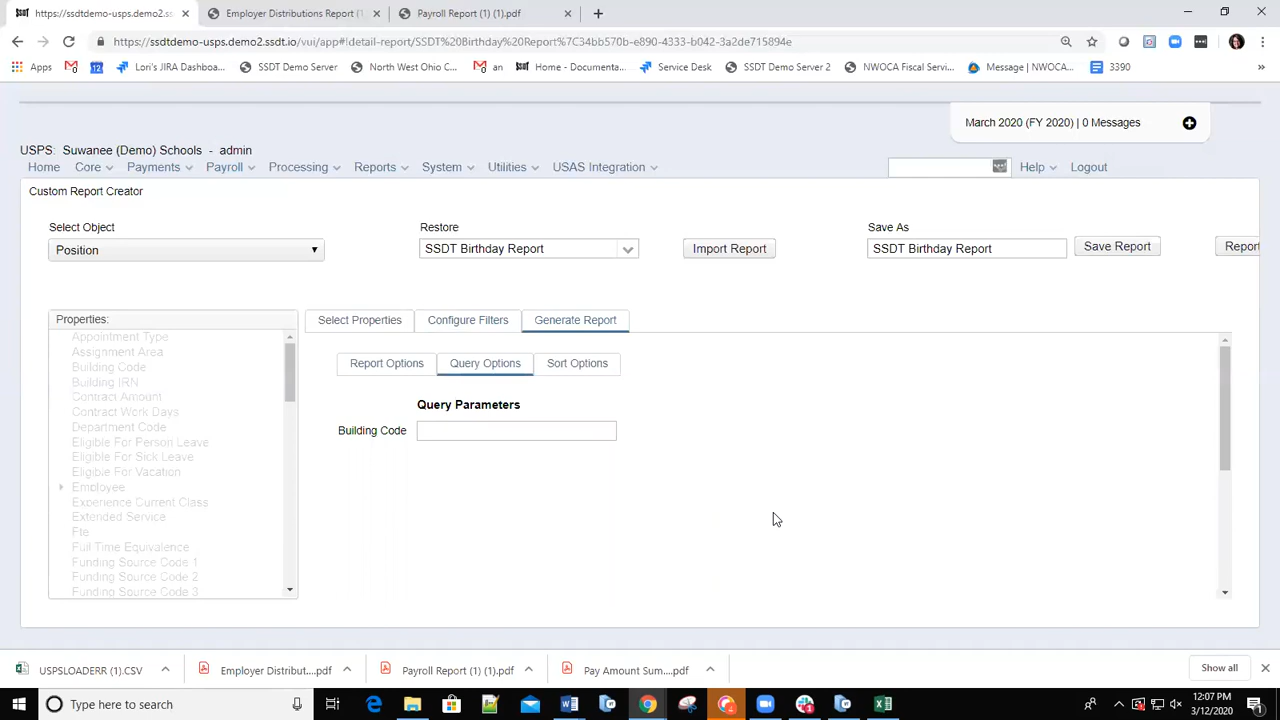 https://ssdtdemo-usps.demo2.ss
Employer Distributions Report (
Payroll Report (1) (1).pdf
https://ssdtdemo-usps.demo2.ssdt.io/vui/app#!detail-report/SSDT%20Birthday%20Report%7C34bb570b-e890-4333-b042-3a2de715894e
Apps
12
Lori's JIRA Dashboa...
SSDT Demo Server
North West Ohio C...
an
Home - Documenta...
Service Desk
SSDT Demo Server 2
NWOCA Fiscal Servi...
Message | NWOCA...
3390
»
March 2020 (FY 2020) | 0 Messages
USPS: Suwanee (Demo) Schools - admin
Home Core Payments Payroll Processing Reports System Utilities USAS Integration Help Logout
Custom Report Creator
Select Object
Restore
Save As
Position
SSDT Birthday Report
Import Report
SSDT Birthday Report
Save Report
Report
Properties:
Select Properties
Configure Filters
Generate Report
Appointment Type
Assignment Area
Building Code
Building IRN
Contract Amount
Contract Work Days
Department Code
Eligible For Person Leave
Eligible For Sick Leave
Eligible For Vacation
Employee
Experience Current Class
Extended Service
Fte
Full Time Equivalence
Funding Source Code 1
Funding Source Code 2
Funding Source Code 3
Report Options
Query Options
Sort Options
Query Parameters
Building Code
USPSLOADERR (1).CSV
Employer Distribut....pdf
Payroll Report (1) (1).pdf
Pay Amount Sum....pdf
Show all
Type here to search
12:07 PM
3/12/2020